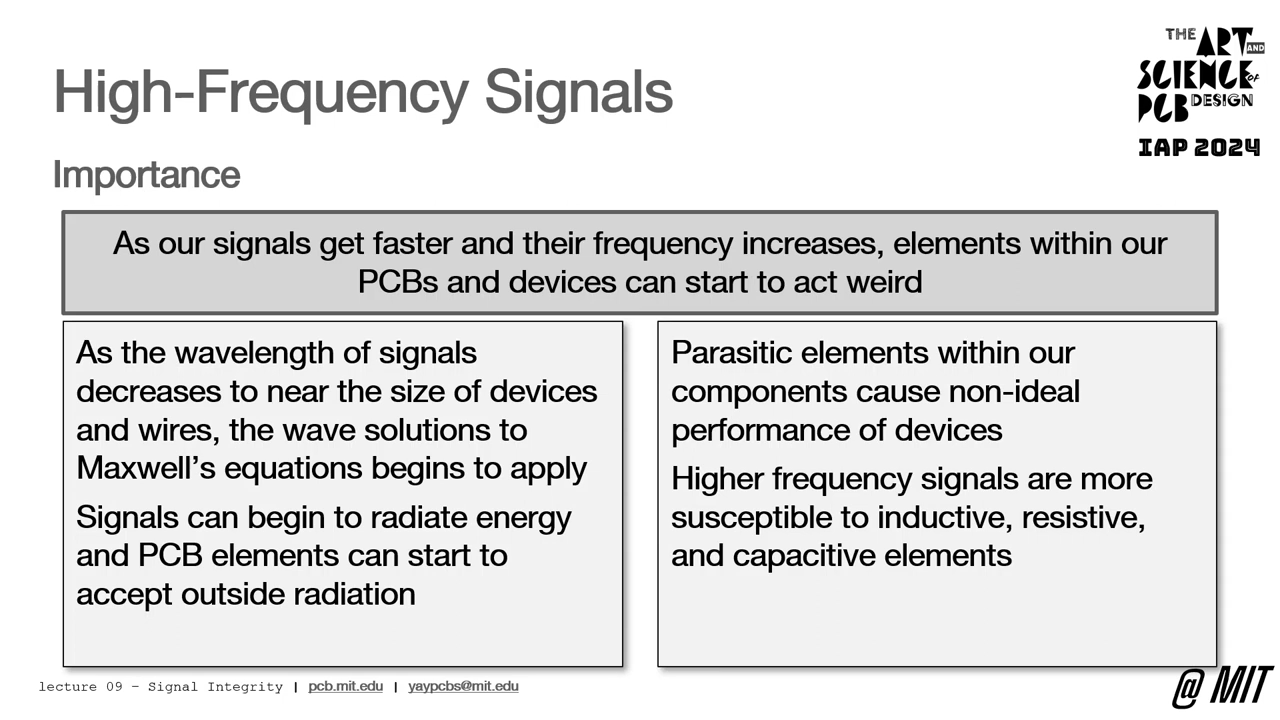 High-Frequency Signals
THE ART AND
SCIENCE OF
PCB DESIGN
IAP 2024
Importance
As our signals get faster and their frequency increases, elements within our
PCBs and devices can start to act weird
As the wavelength of signals
decreases to near the size of devices
and wires, the wave solutions to
Maxwell’s equations begins to apply
Signals can begin to radiate energy
and PCB elements can start to
accept outside radiation
Parasitic elements within our
components cause non-ideal
performance of devices
Higher frequency signals are more
susceptible to inductive, resistive,
and capacitive elements
lecture 09 – Signal Integrity | pcb.mit.edu | yaypcbs@mit.edu
@ MIT